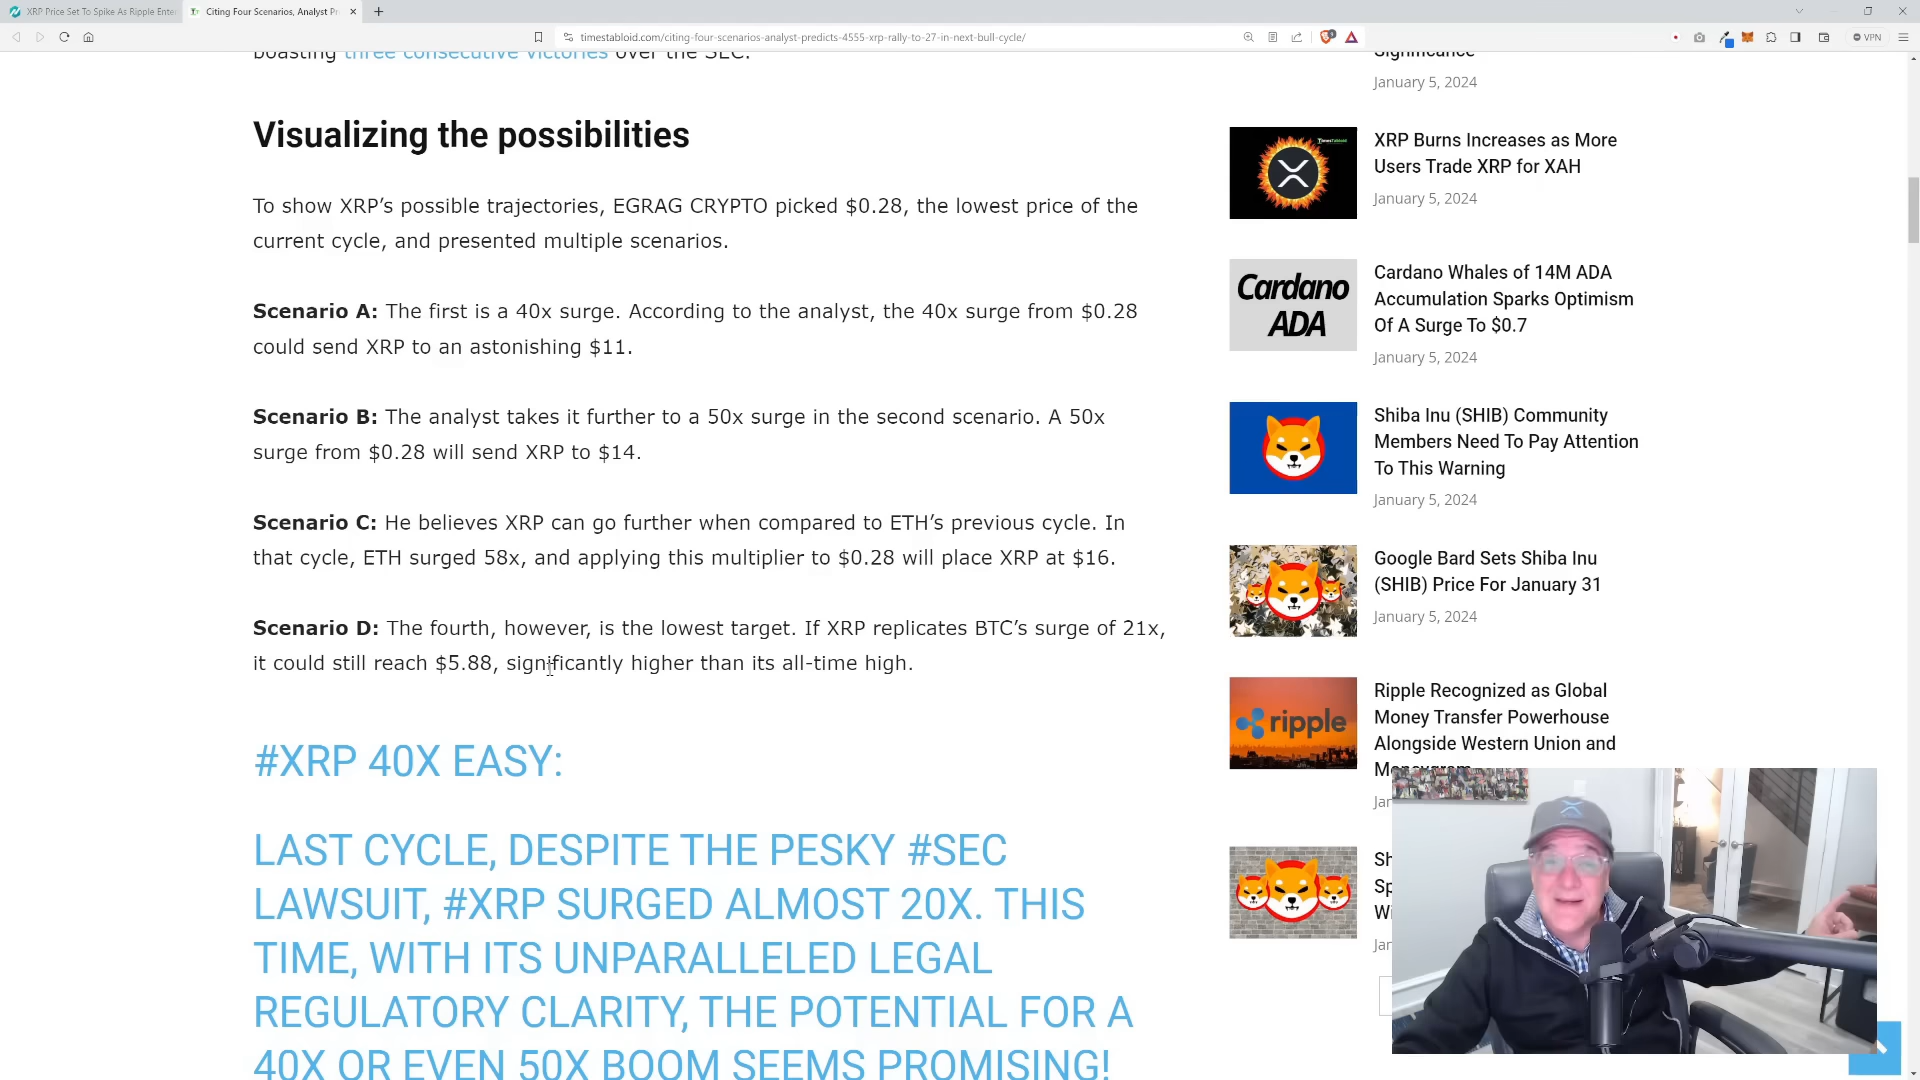 XRP Price Set To Spike As Ripple Ente
Citing Four Scenarios, Analyst Pr
timestabloid.com/citing-four-scenarios-analyst-predicts-4555-xrp-rally-to-27-in-next-bull-cycle/
VPN
boasting three consecutive victories over the SEC.
Visualizing the possibilities
To show XRP’s possible trajectories, EGRAG CRYPTO picked $0.28, the lowest price of the
current cycle, and presented multiple scenarios.
Scenario A: The first is a 40x surge. According to the analyst, the 40x surge from $0.28
could send XRP to an astonishing $11.
Scenario B: The analyst takes it further to a 50x surge in the second scenario. A 50x
surge from $0.28 will send XRP to $14.
Scenario C: He believes XRP can go further when compared to ETH’s previous cycle. In
that cycle, ETH surged 58x, and applying this multiplier to $0.28 will place XRP at $16.
Scenario D: The fourth, however, is the lowest target. If XRP replicates BTC’s surge of 21x,
it could still reach $5.88, significantly higher than its all-time high.
#XRP 40X EASY:
LAST CYCLE, DESPITE THE PESKY #SEC
LAWSUIT, #XRP SURGED ALMOST 20X. THIS
TIME, WITH ITS UNPARALLELED LEGAL
REGULATORY CLARITY, THE POTENTIAL FOR A
40X OR EVEN 50X BOOM SEEMS PROMISING!
Significance
January 5, 2024
XRP Burns Increases as More
Users Trade XRP for XAH
January 5, 2024
Cardano
ADA
Cardano Whales of 14M ADA
Accumulation Sparks Optimism
Of A Surge To $0.7
January 5, 2024
Shiba Inu (SHIB) Community
Members Need To Pay Attention
To This Warning
January 5, 2024
Google Bard Sets Shiba Inu
(SHIB) Price For January 31
January 5, 2024
ripple
Ripple Recognized as Global
Money Transfer Powerhouse
Alongside Western Union and
Moneygram
Jar
Sh
Sp
Wi
Jar